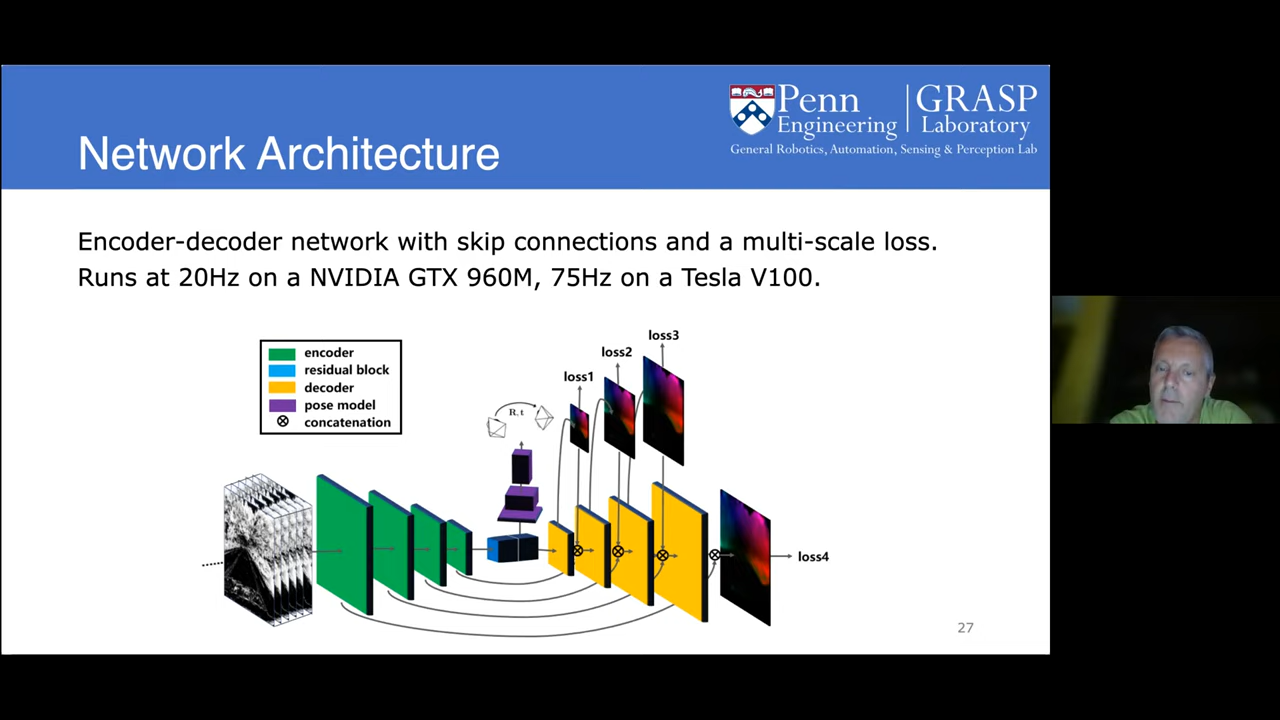 Penn
Engineering
GRASP
Laboratory
General Robotics, Automation, Sensing & Perception Lab
Network Architecture
Encoder-decoder network with skip connections and a multi-scale loss.
Runs at 20Hz on a NVIDIA GTX 960M, 75Hz on a Tesla V100.
encoder
residual block
decoder
pose model
concatenation
R, t
loss1
loss2
loss3
loss4
27